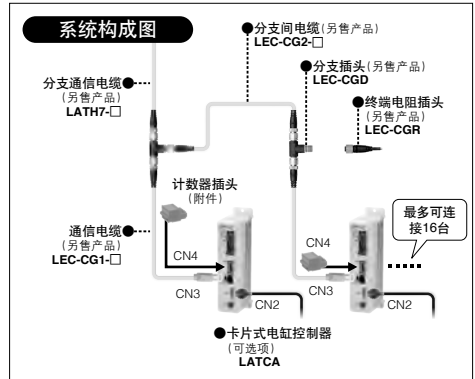 系统构成图
●分支间电缆(另售产品)
LEC-CG2-□
分支通信电缆●
(另售产品)
LATH7-□
●分支插头(另售产品)
LEC-CGD
●终端电阻插头
(另售产品)
LEC-CGR
计数器插头
(附件)
通信电缆●
(另售产品)
LEC-CG1-□
最多可连
接16台
CN4
CN3
CN2
CN4
CN3
CN2
●卡片式电缸控制器
(可选项)
LATCA